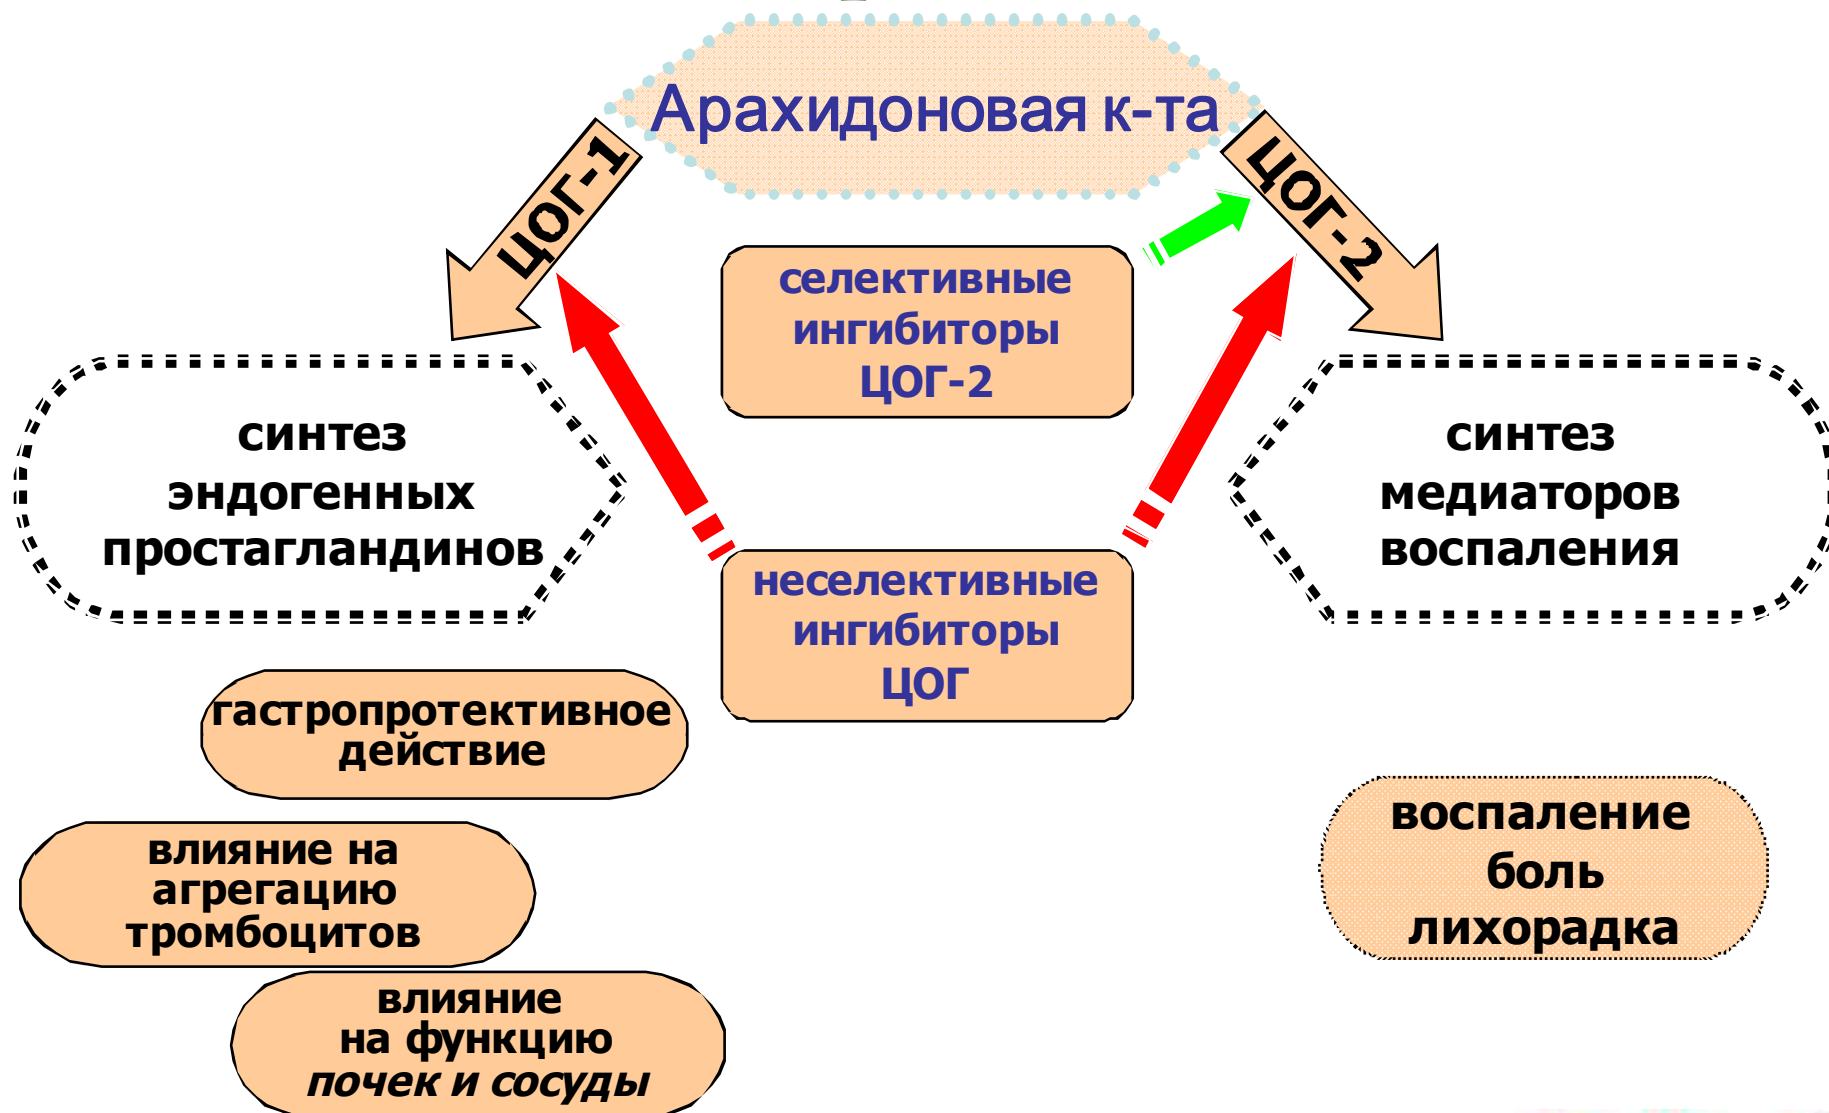 Арахидоновая к-та
ЦОГ-1
ЦОГ-2
селективные
ингибиторы
ЦОГ-2
синтез
эндогенных
простагландинов
синтез
медиаторов
воспаления
неселективные
ингибиторы
ЦОГ
гастропротективное
действие
влияние на
агрегацию
тромбоцитов
влияние
на функцию
почек и сосуды
воспаление
боль
лихорадка